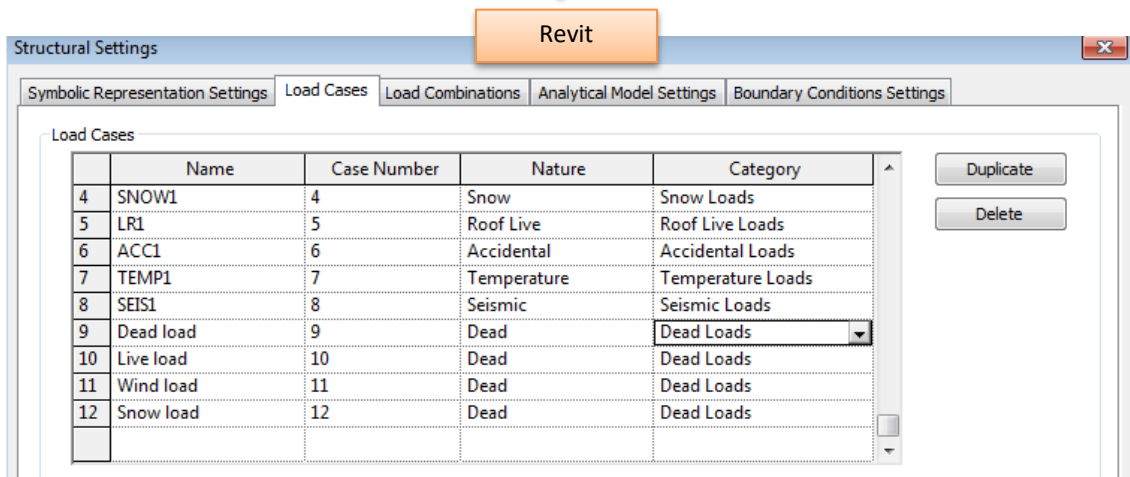 Revit
Structural Settings
Symbolic Representation Settings Load Cases Load Combinations Analytical Model Settings Boundary Conditions Settings
Load Cases
Name Case Number Nature Category Duplicate
4 SNOW1 4 Snow Snow Loads
5 LR1 5 Roof Live Roof Live Loads Delete
6 ACC1 6 Accidental Accidental Loads
7 TEMP1 7 Temperature Temperature Loads
8 SEIS1 8 Seismic Seismic Loads
9 Dead load 9 Dead Dead Loads
10 Live load 10 Dead Dead Loads
11 Wind load 11 Dead Dead Loads
12 Snow load 12 Dead Dead Loads